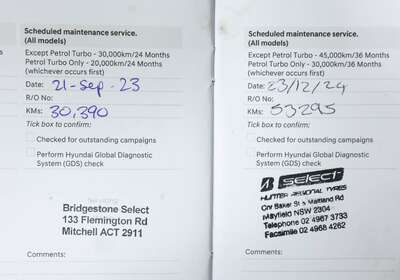 Scheduled maintenance service.
(All models)
Except Petrol Turbo - 30,000km/24 Months
Petrol Turbo Only - 20,000km/24 Months
(whichever occurs first)
Date: 21-Sep-23
R/O No:
KMs: 30,390
Tick box to confirm:
Checked for outstanding campaigns
Perform Hyundai Global Diagnostic
System (GDS) check
Bridgestone Select
133 Flemington Rd
Mitchell ACT 2911
Comments:
Scheduled maintenance service.
(All models)
Except Petrol Turbo - 45,000km/36 Months
Petrol Turbo Only - 30,000km/36 Months
(whichever occurs first)
Date: 23/12/24
R/O No:
KMs: 53295
Tick box to confirm:
Checked for outstanding campaigns
Perform Hyundai Global Diagnostic
System (GDS) check
SELECT
HUNTER REGIONAL TYRES
Cnr Baker St & Maitland Rd
Mayfield NSW 2304
Telephone 02 4967 3733
Facsimile 02 4968 4262
Comments: